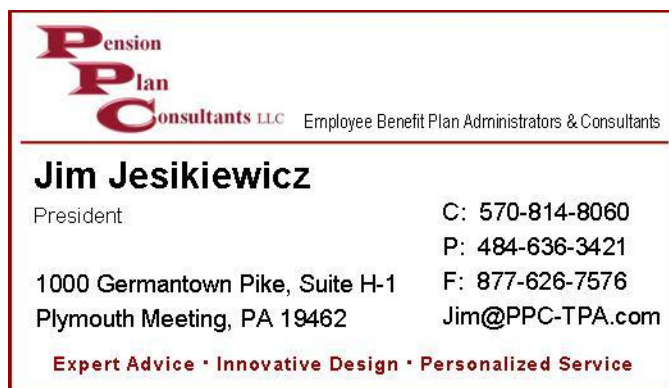 Pension
Plan
Consultants LLC
Employee Benefit Plan Administrators & Consultants
Jim Jesikiewicz
President
C: 570-814-8060
P: 484-636-3421
F: 877-626-7576
Jim@PPC-TPA.com
1000 Germantown Pike, Suite H-1
Plymouth Meeting, PA 19462
Expert Advice · Innovative Design · Personalized Service